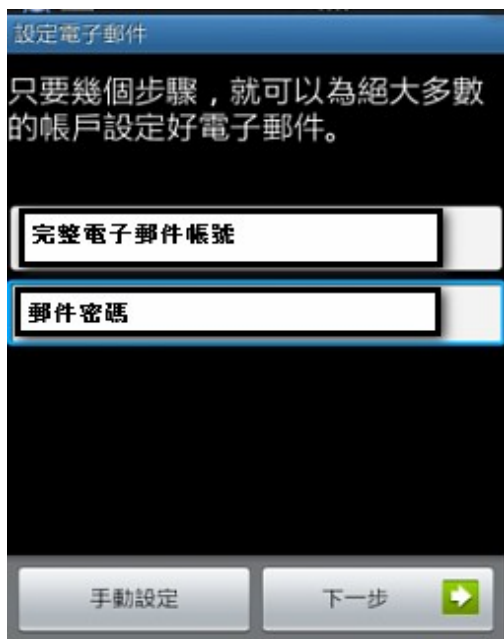 設定電子郵件
只要幾個步驟，就可以為絕大多數
的帳戶設定好電子郵件。
完整電子郵件帳號
郵件密碼
手動設定
下一步